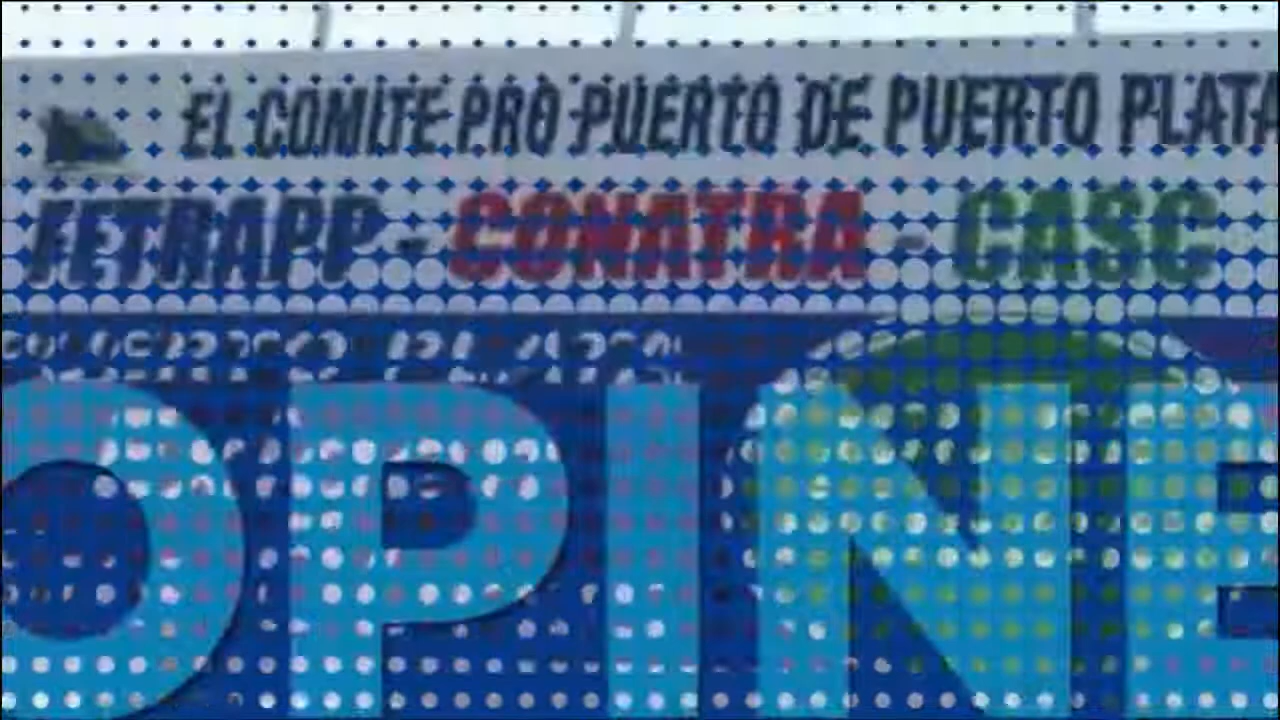 EL COMITE PRO PUERTO DE PUERTO PLATA
FETRAPP - CONATRA - CASC
OPINE